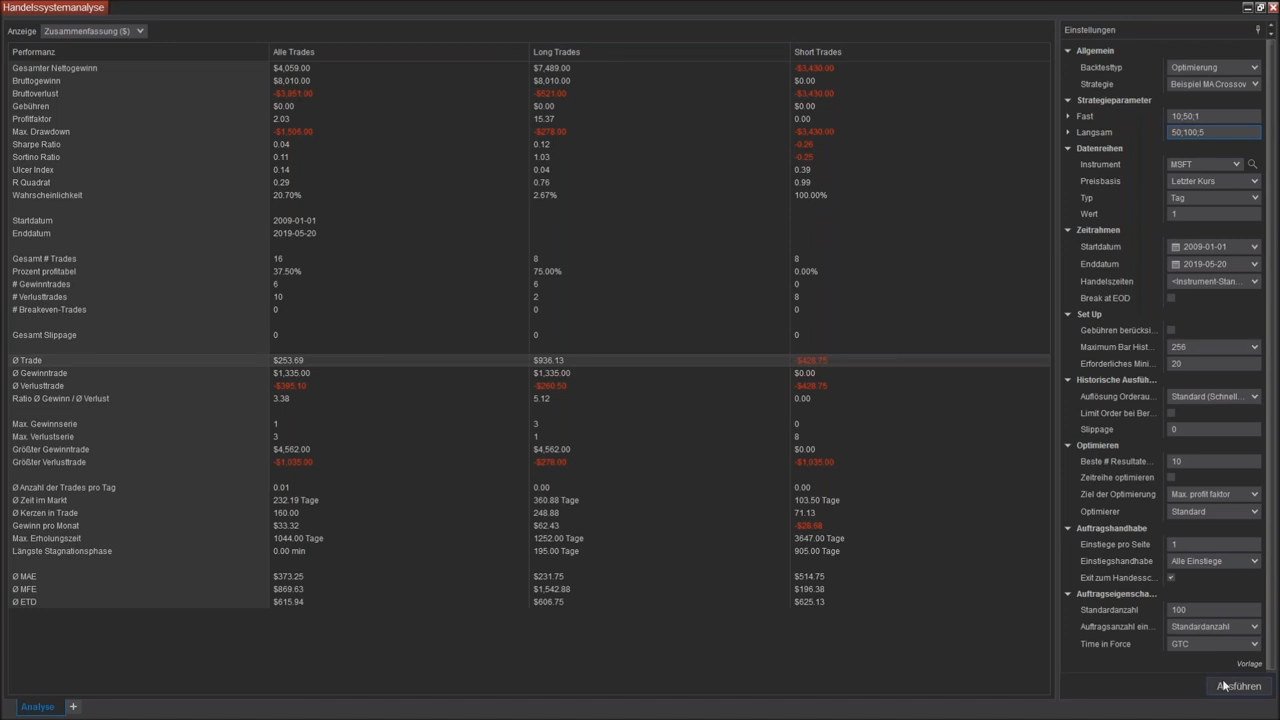 Handelssystemanalyse
Anzeige Zusammenfassung ($)
Performanz Alle Trades Long Trades Short Trades
Gesamter Nettogewinn $4,059.00 $7,489.00 -$3,430.00
Bruttogewinn $8,010.00 $8,010.00 $0.00
Bruttoverlust -$3,951.00 -$521.00 -$3,430.00
Gebühren $0.00 $0.00 $0.00
Profitfaktor 2.03 15.37 0.00
Max. Drawdown -$1,506.00 -$278.00 -$3,430.00
Sharpe Ratio 0.04 0.12 -0.26
Sortino Ratio 0.11 1.03 -0.25
Ulcer Index 0.14 0.04 0.39
R Quadrat 0.29 0.76 0.99
Wahrscheinlichkeit 20.70% 2.67% 100.00%
Startdatum 2009-01-01
Enddatum 2019-05-20
Gesamt # Trades 16 8 8
Prozent profitabel 37.50% 75.00% 0.00%
# Gewinntrades 6 6 0
# Verlusttrades 10 2 8
# Breakeven-Trades 0 0 0
Gesamt Slippage 0 0 0
Ø Trade $253.69 $936.13 -$428.75
Ø Gewinntrade $1,335.00 $1,335.00 $0.00
Ø Verlusttrade -$395.10 -$260.50 -$428.75
Ratio Ø Gewinn / Ø Verlust 3.38 5.12 0.00
Max. Gewinnserie 1 3 0
Max. Verlustserie 3 1 8
Größter Gewinntrade $4,562.00 $4,562.00 $0.00
Größter Verlusttrade -$1,035.00 -$278.00 -$1,035.00
Ø Anzahl der Trades pro Tag 0.01 0.00 0.00
Ø Zeit im Markt 232.19 Tage 360.88 Tage 103.50 Tage
Ø Kerzen in Trade 160.00 248.88 71.13
Gewinn pro Monat $33.32 $62.43 -$28.68
Max. Erholungszeit 1044.00 Tage 1252.00 Tage 3647.00 Tage
Längste Stagnationsphase 0.00 min 195.00 Tage 905.00 Tage
Ø MAE $373.25 $231.75 $514.75
Ø MFE $869.63 $1,542.88 $196.38
Ø ETD $615.94 $606.75 $625.13
Analyse +
Einstellungen
Allgemein
Backtesttyp Optimierung
Strategie Beispiel MA Crossov
Strategieparameter
Fast 10;50;1
Langsam 50;100;5
Datenreihen
Instrument MSFT
Preisbasis Letzter Kurs
Typ Tag
Wert 1
Zeitrahmen
Startdatum 2009-01-01
Enddatum 2019-05-20
Handelszeiten <Instrument-Stan...
Break at EOD
Set Up
Gebühren berücksi...
Maximum Bar Hist... 256
Erforderliches Mini... 20
Historische Ausfüh...
Auflösung Orderau... Standard (Schnell...
Limit Order bei Ber...
Slippage 0
Optimieren
Beste # Resultate... 10
Zeitreihe optimieren
Ziel der Optimierung Max. profit faktor
Optimierer Standard
Auftragshandhabe
Einstiege pro Seite 1
Einstiegshandhabe Alle Einstiege
Exit zum Handessc...
Auftragseigenscha...
Standardanzahl 100
Auftragsanzahl ein... Standardanzahl
Time in Force GTC
Vorlage
Ausführen